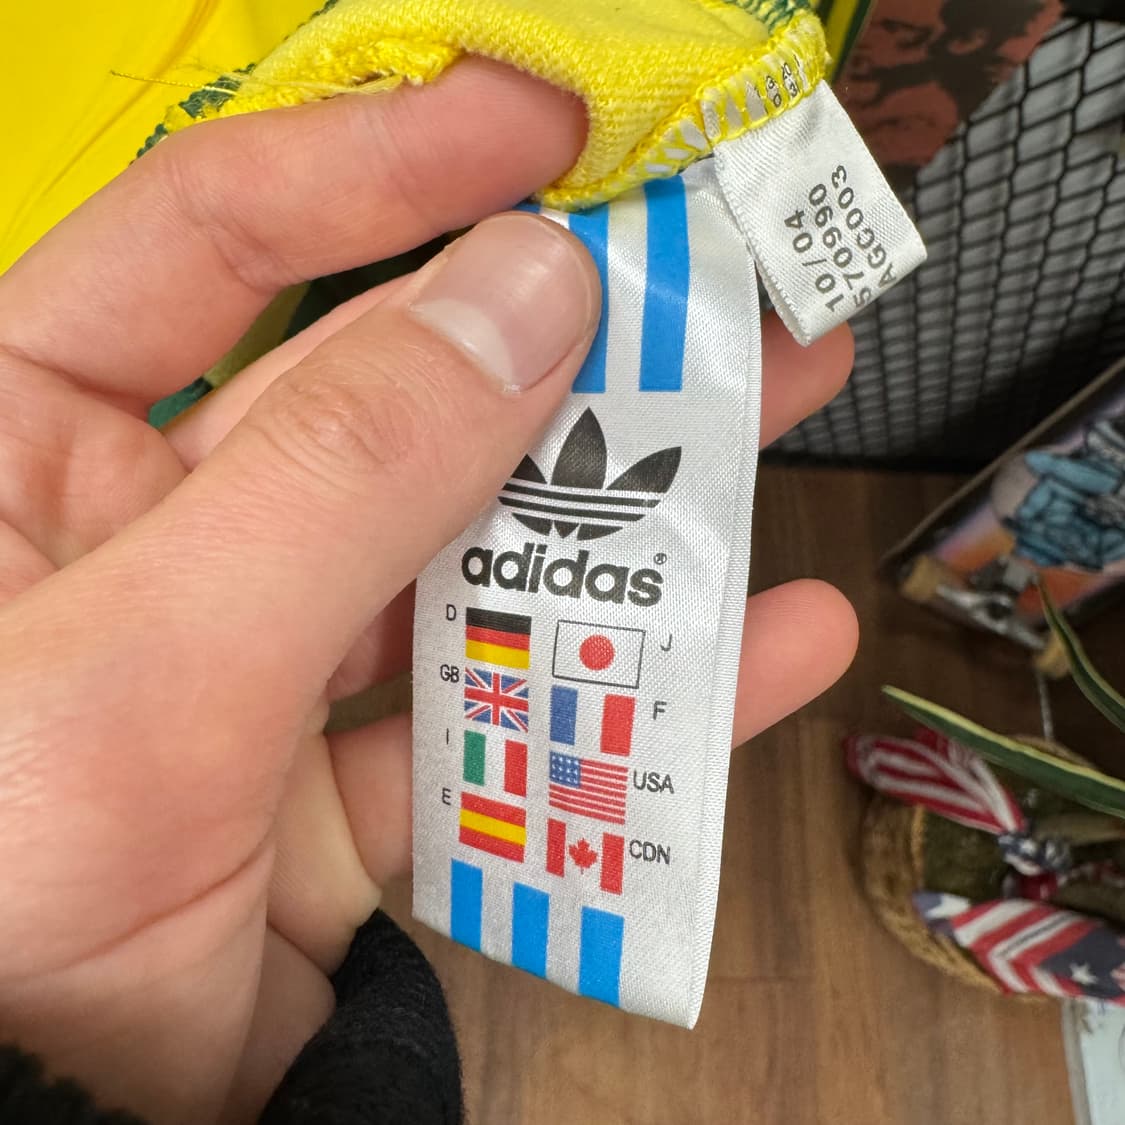 10/04
570990
AGC003
adidas®
D
J
GB
F
I
USA
E
CDN